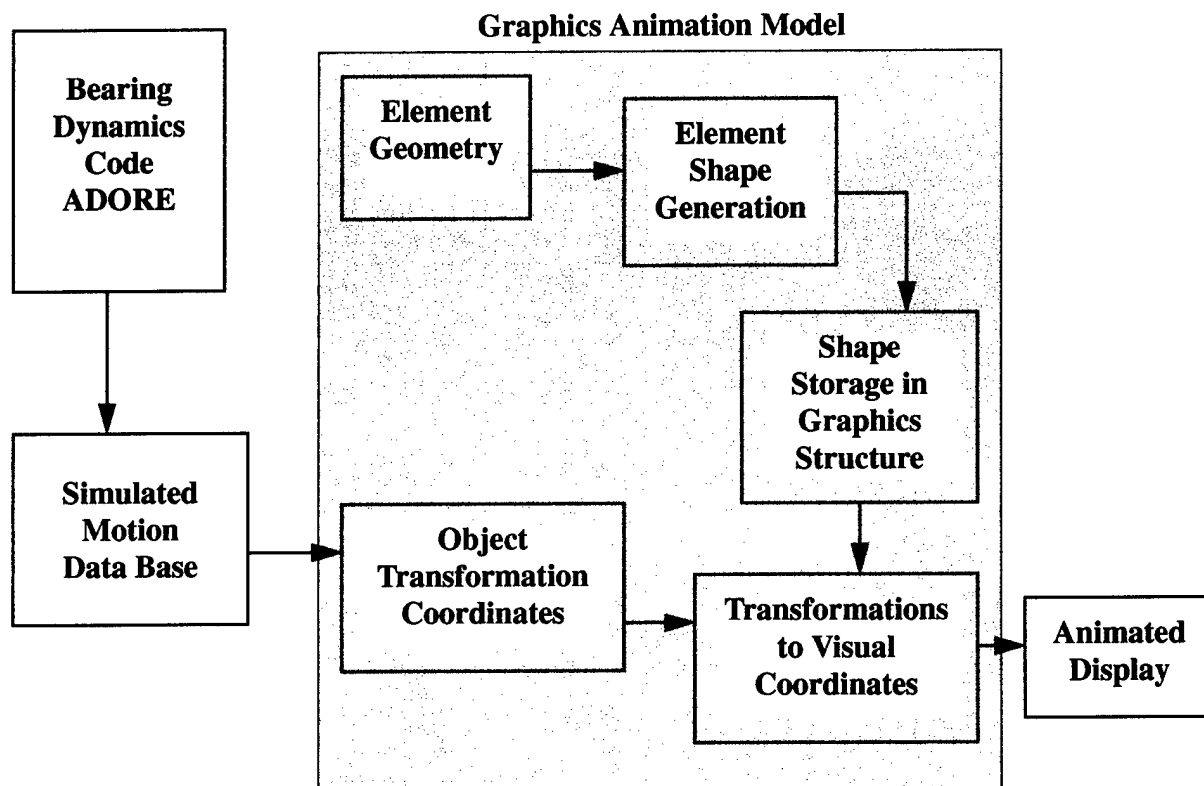 Graphics Animation Model
Bearing
Dynamics
Code
ADORE
Element
Geometry
Element
Shape
Generation
Shape
Storage in
Graphics
Structure
Simulated
Motion
Data Base
Object
Transformation
Coordinates
Transformations
to Visual
Coordinates
Animated
Display